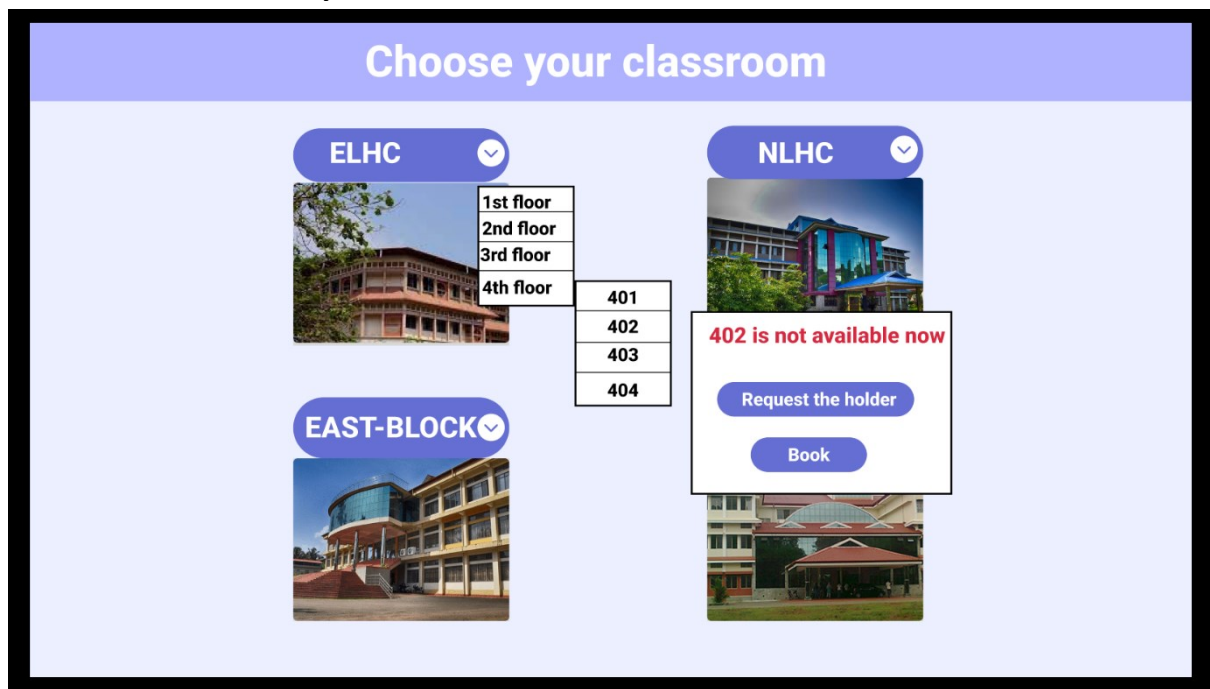 Choose your classroom
ELHC
NLHC
1st floor
2nd floor
3rd floor
4th floor
401
402
403
404
402 is not available now
Request the holder
Book
EAST-BLOCK